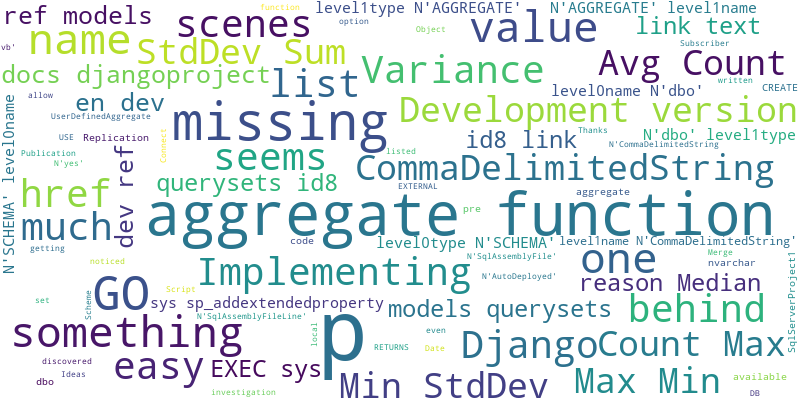 ref models
scenes
level1type N'AGGREGATE'
function
option
N'AGGREGATE' level1name
name
StdDev Sum
value
Object
link text
vb'
Subscriber
docs djangoproject
list
Variance
Avg Count
en dev
allow
missing
level0name N'dbo'
written
CREATE
UserDefinedAggregate
Development version
N'SCHEMA' level0name
USE
Replication
Connect
seems
id8 link
N'dbo' level1type
Thanks
N'CommaDelimitedString
Publication
N'yes'
dev ref
listed
CommaDelimitedString
href
querysets id8
EXTERNAL
aggregate
much
aggregate function
pre
code
level0type N'SCHEMA'
level1name N'CommaDelimitedString'
getting
noticed
Implementing
N'SqlAssemblyFile'
one
Merge
nvarchar
GO
Script
N'AutoDeployed'
reason Median
set
Scheme
sys sp_addextendedproperty
models querysets
behind
SqlServerProject1
N'SqlAssemblyFileLine'
something
p
local
even
Django
Count Max
RETURNS
Date
discovered
easy
EXEC sys
Ideas
dbo
Min StdDev
Max Min
available
investigation
DB